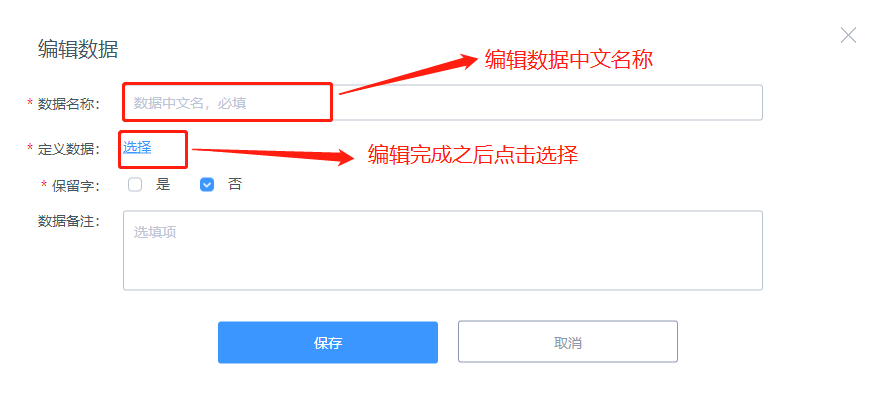 编辑数据
编辑数据中文名称
* 数据名称: 数据中文名，必填
* 定义数据: 选择
编辑完成之后点击选择
* 保留字: 是 否
数据备注: 选填项
保存 取消